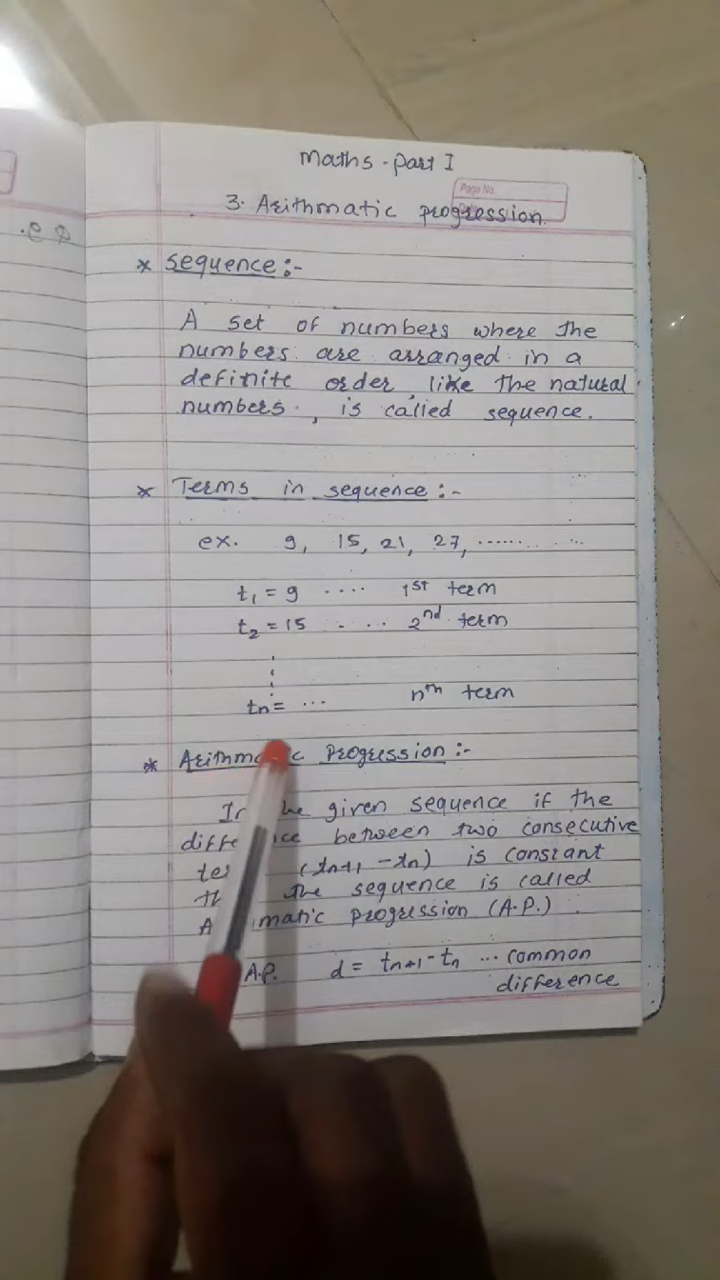 Maths - Part I
Page No.
3. Arithmatic progression
* Sequence :-
A set of numbers where the
numbers are arranged in a
definite order, like the natural
numbers, is called sequence.
* Terms in sequence :-
ex. 9, 15, 21, 27, ............ ...
t₁ = 9 .... 1st term
t₂ = 15 .... 2nd term
tn = ... nth term
* Progression :-
given sequence if the
between two consecutive
(tn+1 - tn) is constant
the sequence is called
progression (A.P.)
A.P. d = tn+1 - tn ... common
difference